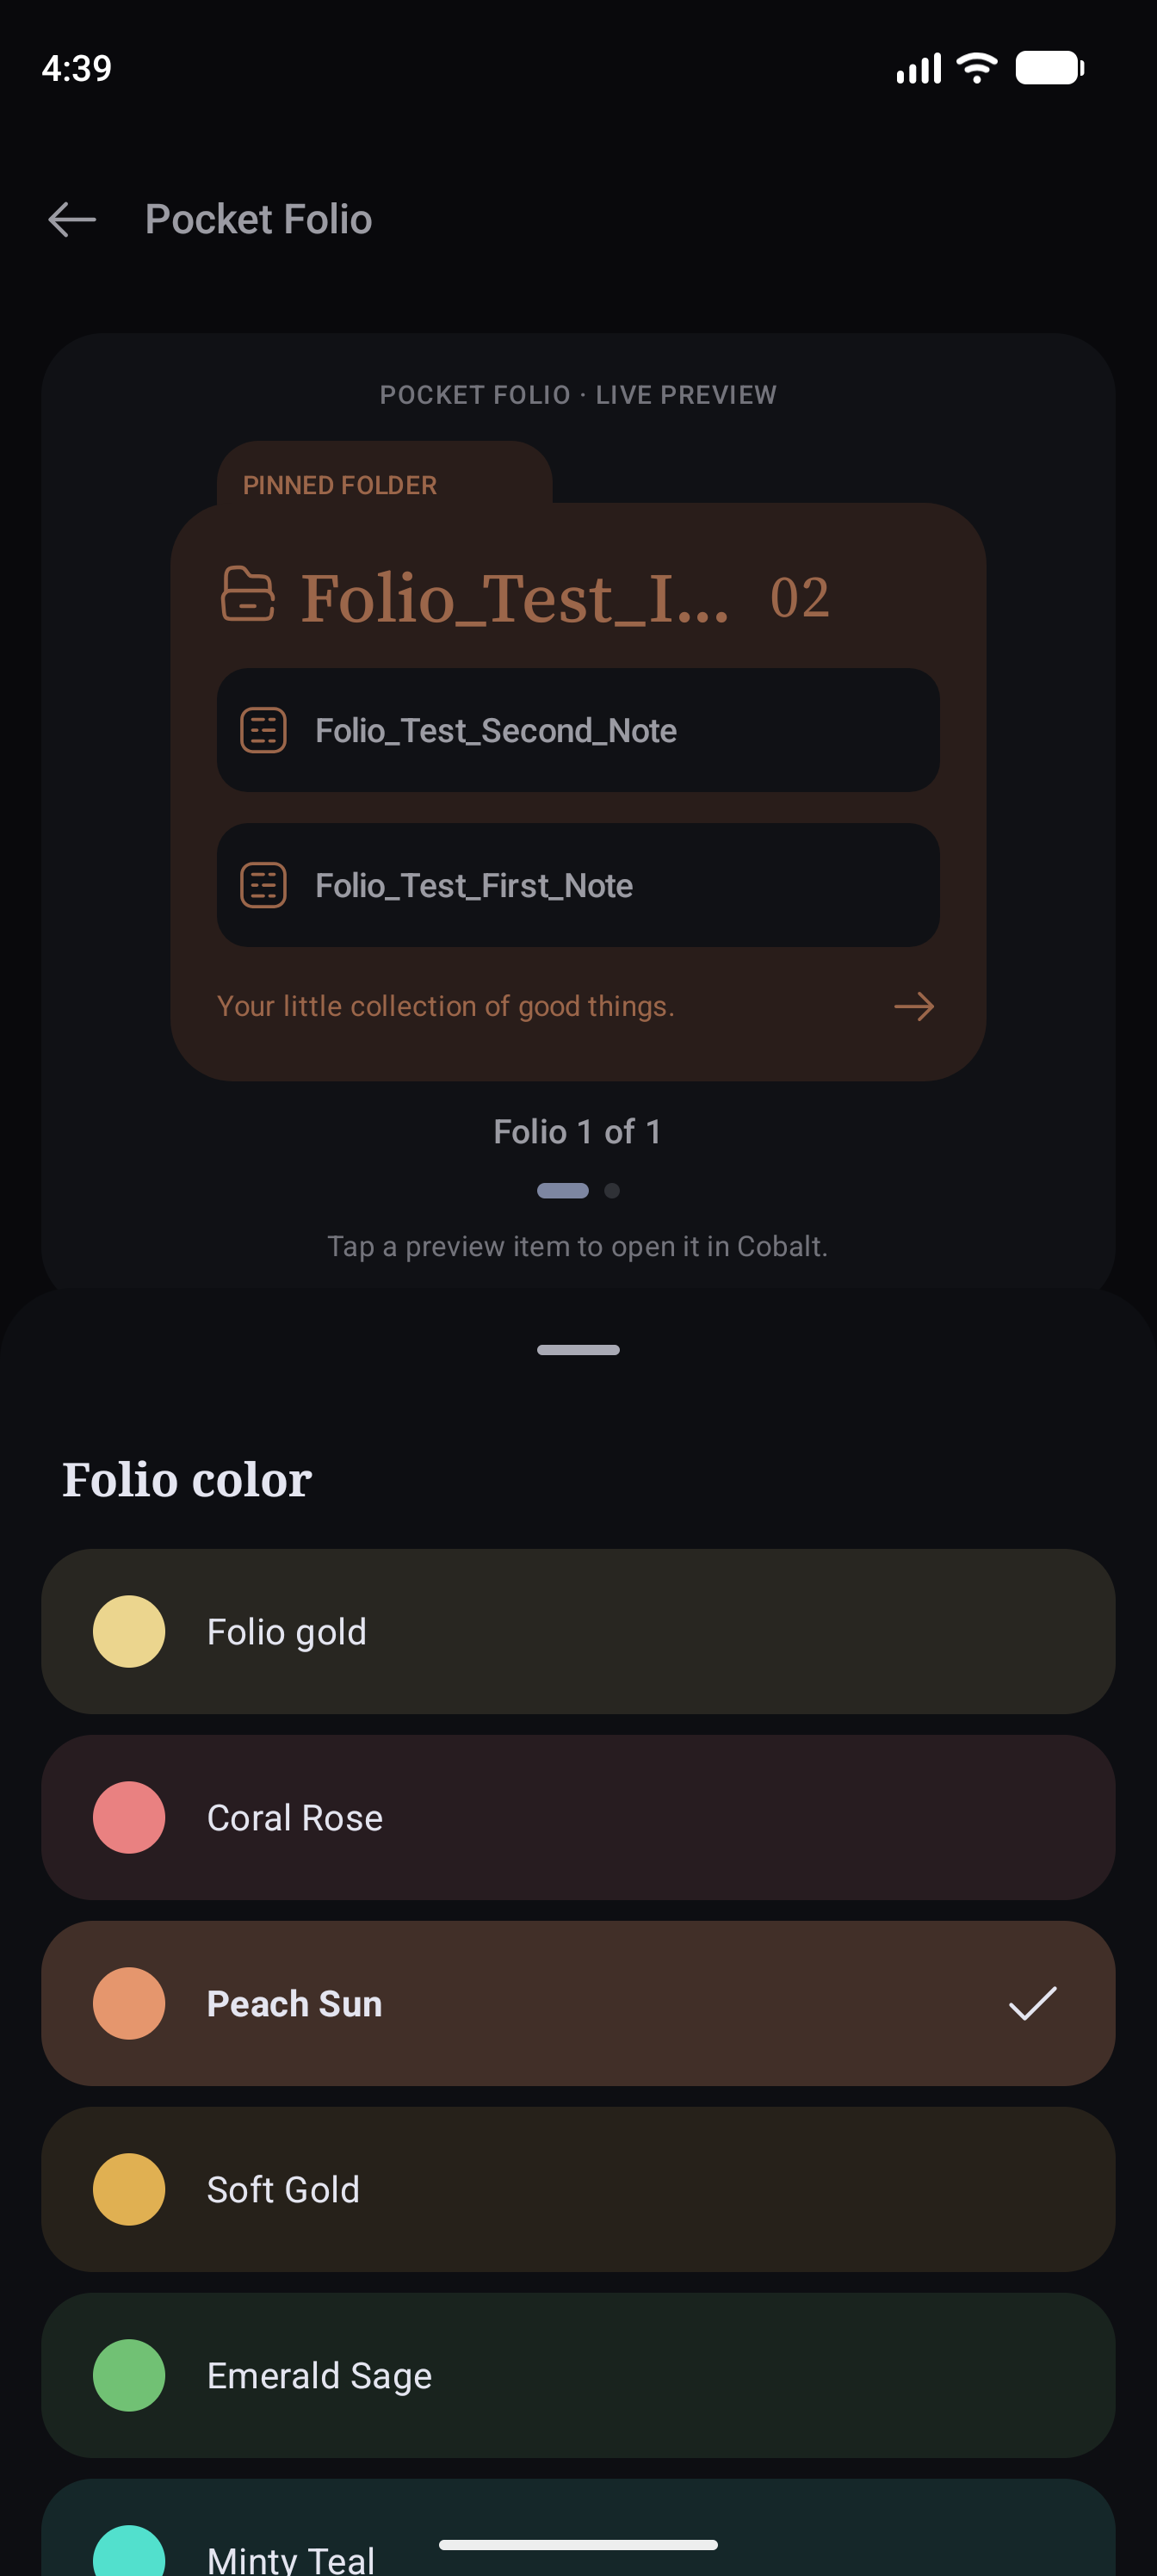 4:39
Pocket Folio
POCKET FOLIO · LIVE PREVIEW
PINNED FOLDER
Folio_Test_I... 02
Folio_Test_Second_Note
Folio_Test_First_Note
Your little collection of good things.
Folio 1 of 1
Tap a preview item to open it in Cobalt.
Folio color
Folio gold
Coral Rose
Peach Sun
Soft Gold
Emerald Sage
Minty Teal